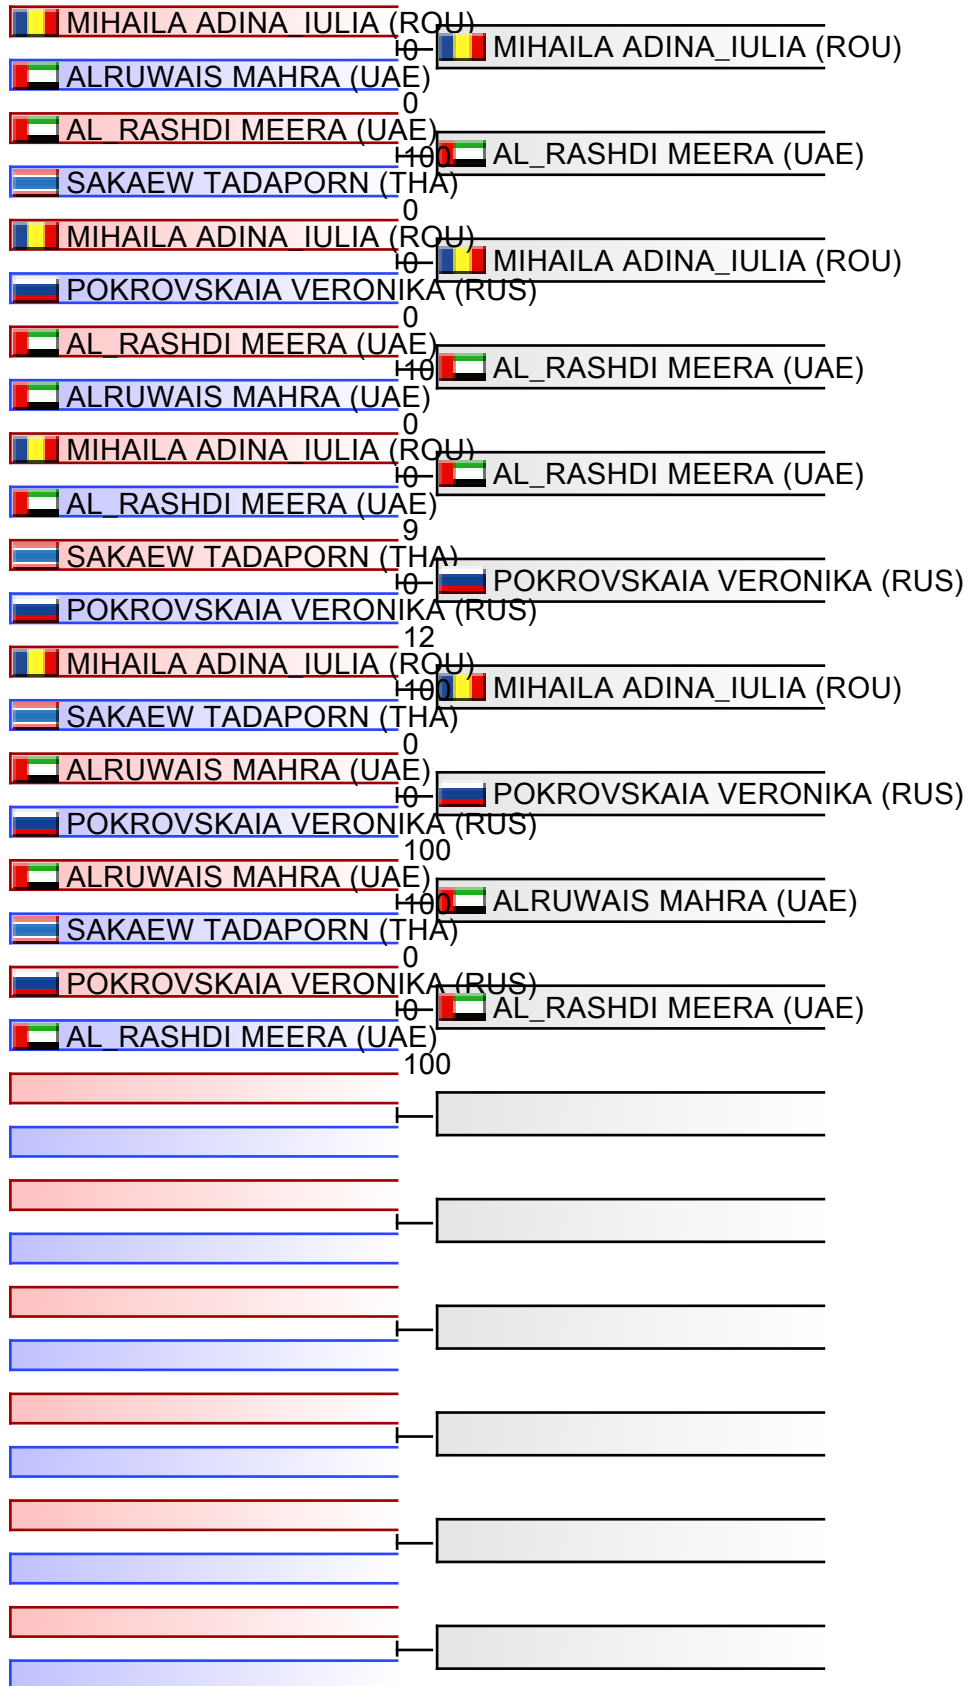 MIHAILA ADINA_IULIA (ROU)
0
MIHAILA ADINA_IULIA (ROU)
ALRUWAIS MAHRA (UAE)
0
AL_RASHDI MEERA (UAE)
100
AL_RASHDI MEERA (UAE)
SAKAEW TADAPORN (THA)
0
MIHAILA ADINA_IULIA (ROU)
0
MIHAILA ADINA_IULIA (ROU)
POKROVSKAIA VERONIKA (RUS)
0
AL_RASHDI MEERA (UAE)
10
AL_RASHDI MEERA (UAE)
ALRUWAIS MAHRA (UAE)
0
MIHAILA ADINA_IULIA (ROU)
0
AL_RASHDI MEERA (UAE)
AL_RASHDI MEERA (UAE)
9
SAKAEW TADAPORN (THA)
0
POKROVSKAIA VERONIKA (RUS)
POKROVSKAIA VERONIKA (RUS)
12
MIHAILA ADINA_IULIA (ROU)
100
MIHAILA ADINA_IULIA (ROU)
SAKAEW TADAPORN (THA)
0
ALRUWAIS MAHRA (UAE)
0
POKROVSKAIA VERONIKA (RUS)
POKROVSKAIA VERONIKA (RUS)
100
ALRUWAIS MAHRA (UAE)
100
ALRUWAIS MAHRA (UAE)
SAKAEW TADAPORN (THA)
0
POKROVSKAIA VERONIKA (RUS)
0
AL_RASHDI MEERA (UAE)
AL_RASHDI MEERA (UAE)
100